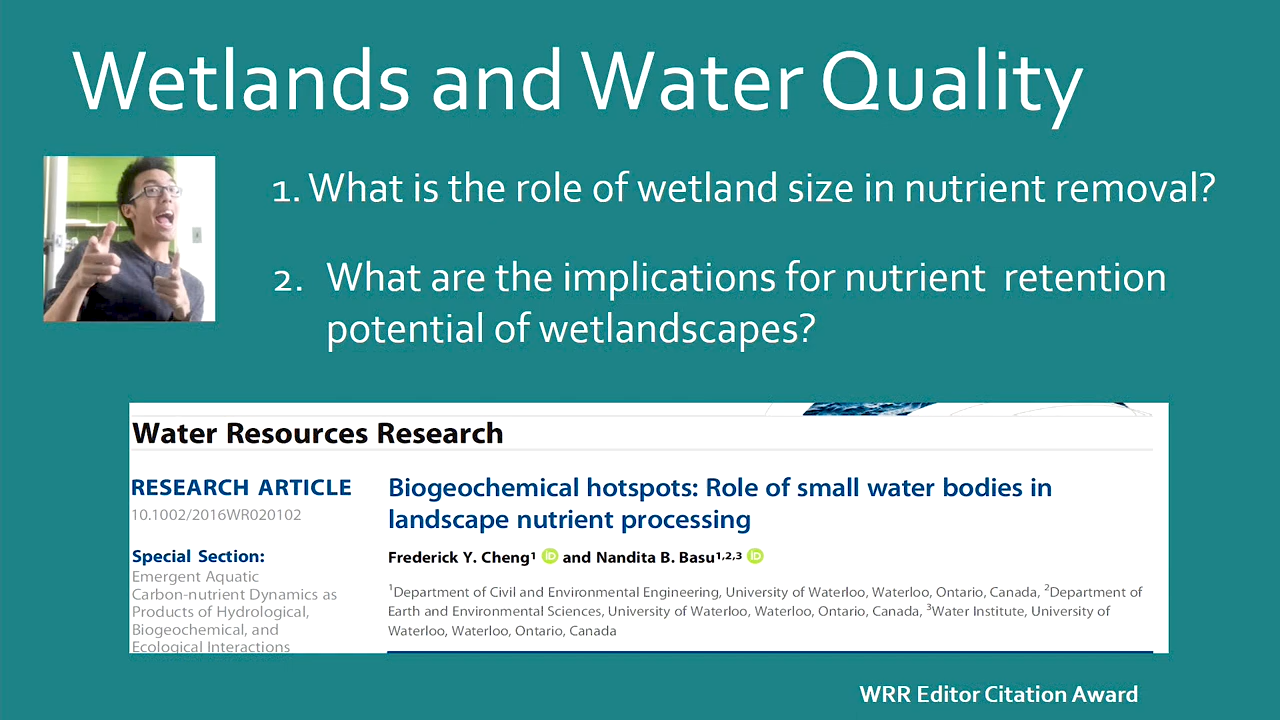 Wetlands and Water Quality
1. What is the role of wetland size in nutrient removal?
2. What are the implications for nutrient retention
potential of wetlandscapes?
Water Resources Research
RESEARCH ARTICLE
10.1002/2016WR020102
Special Section:
Emergent Aquatic
Carbon-nutrient Dynamics as
Products of Hydrological,
Biogeochemical, and
Ecological Interactions
Biogeochemical hotspots: Role of small water bodies in
landscape nutrient processing
Frederick Y. Cheng¹ iD and Nandita B. Basu¹,²,³ iD
¹Department of Civil and Environmental Engineering, University of Waterloo, Waterloo, Ontario, Canada, ²Department of
Earth and Environmental Sciences, University of Waterloo, Waterloo, Ontario, Canada, ³Water Institute, University of
Waterloo, Waterloo, Ontario, Canada
WRR Editor Citation Award